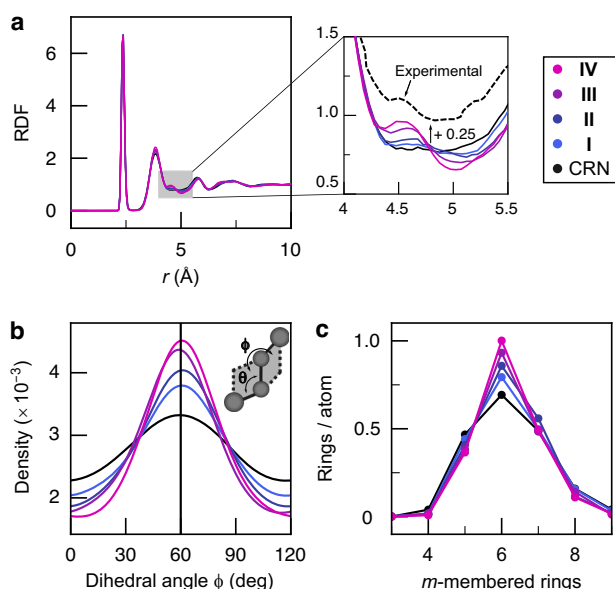 a
RDF
6
4
2
0
0
5
10
r (Å)
1.5
1.0
0.5
4
4.5
5
5.5
Experimental
+ 0.25
IV
III
II
I
CRN
b
Density (× 10⁻³)
4
3
2
0
30
60
90
120
Dihedral angle ϕ (deg)
ϕ
θ
c
Rings / atom
1.0
0.5
0
4
6
8
m-membered rings